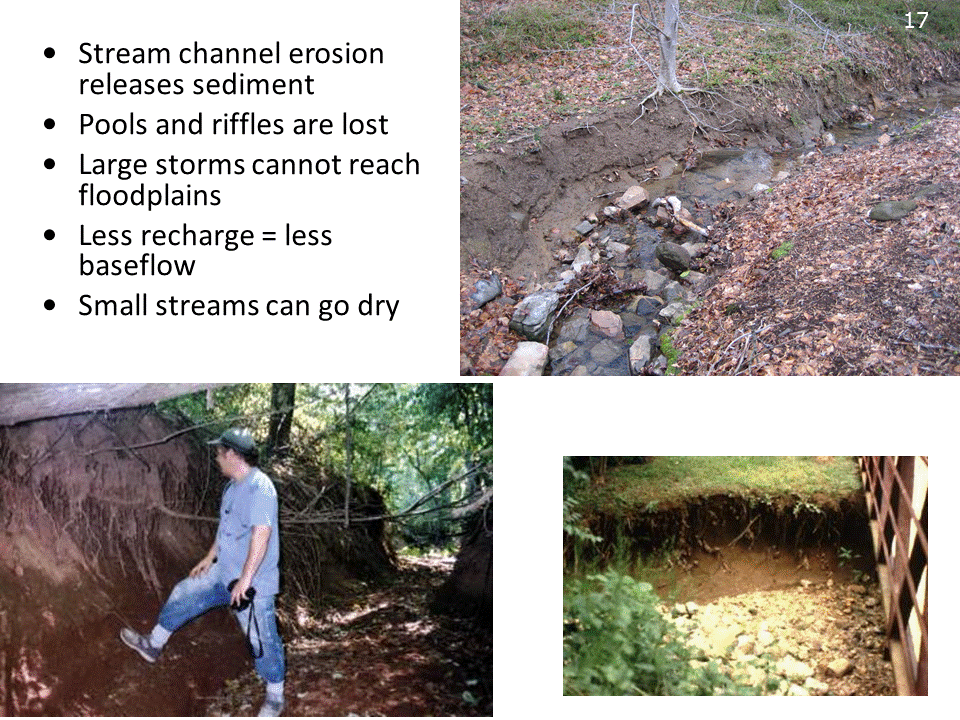 17
• Stream channel erosion
releases sediment
• Pools and riffles are lost
• Large storms cannot reach
floodplains
• Less recharge = less
baseflow
• Small streams can go dry